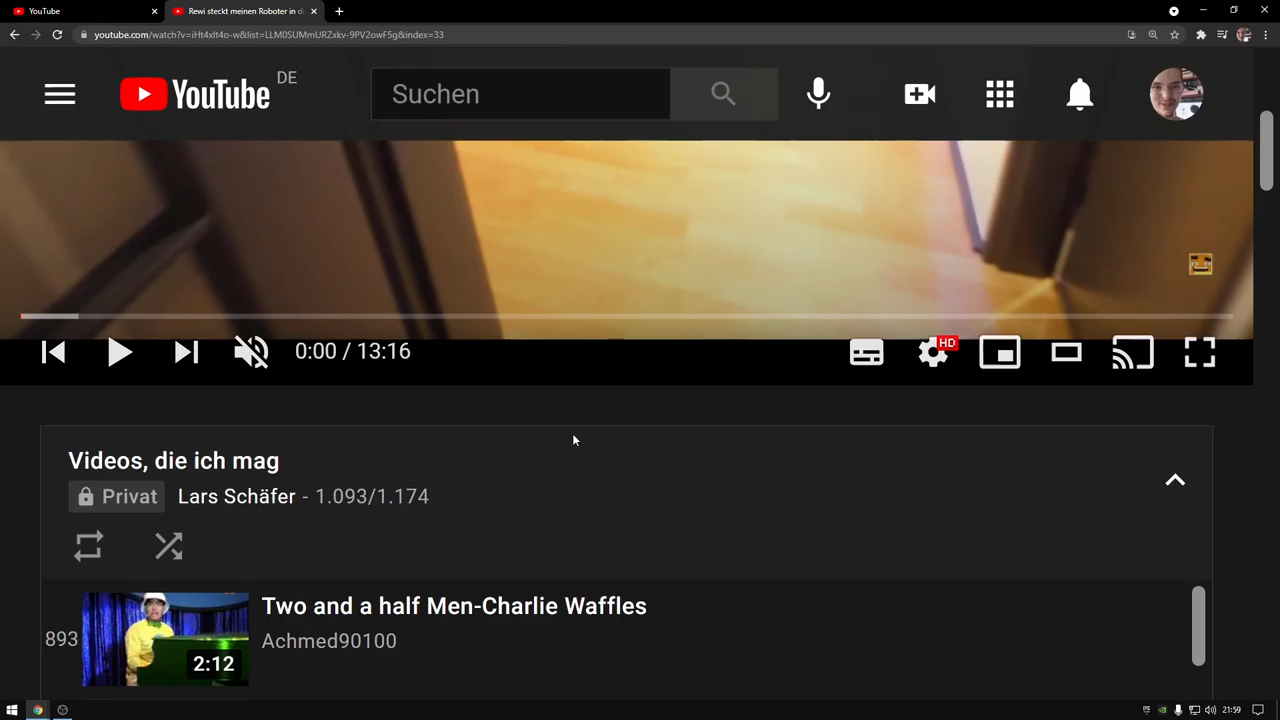 YouTube
Rewi steckt meinen Roboter in d
youtube.com/watch?v=iHt4xlt4o-w&list=LLM0SUMmURZxkv-9PV2owFSg&index=33
YouTube DE
Suchen
0:00 / 13:16
HD
Videos, die ich mag
Privat Lars Schäfer - 1.093/1.174
Two and a half Men-Charlie Waffles
893
Achmed90100
2:12
21:59